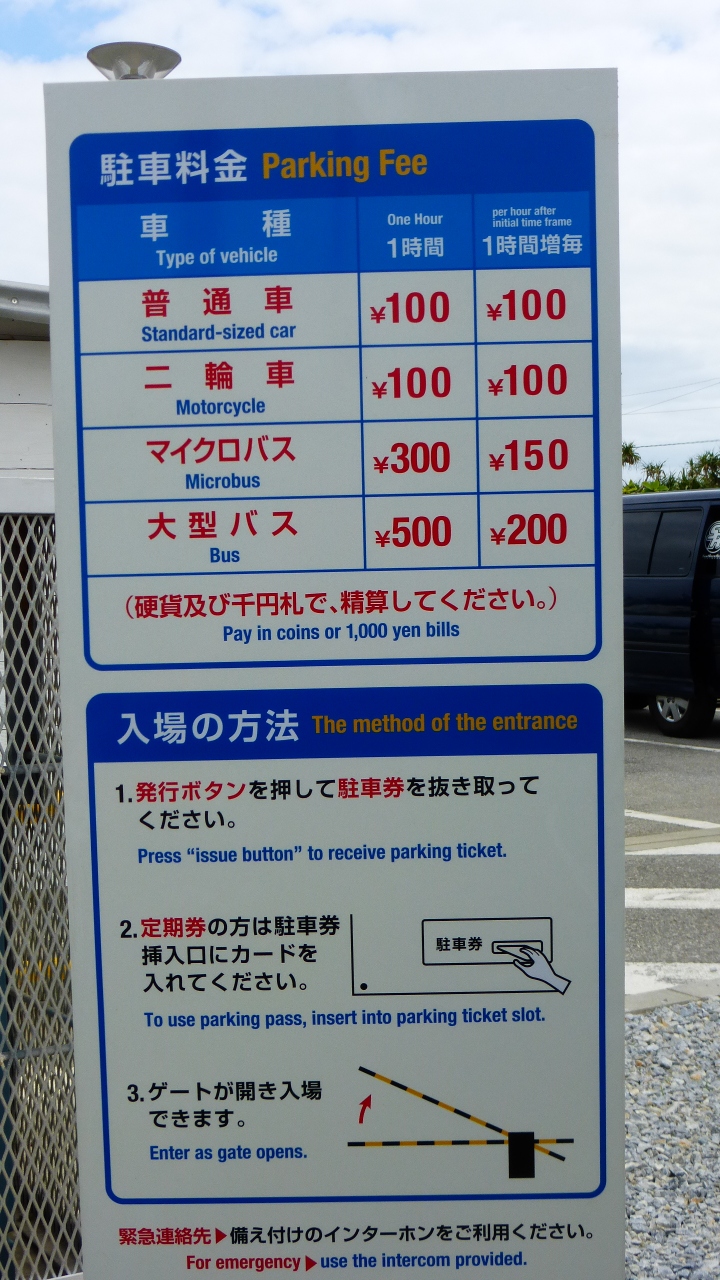 駐車料金 Parking Fee
車 種 One Hour per hour after
initial time frame
Type of vehicle 1時間 1時間増毎
普通車 ¥100 ¥100
Standard-sized car
二輪車 ¥100 ¥100
Motorcycle
マイクロバス ¥300 ¥150
Microbus
大型バス ¥500 ¥200
Bus
（硬貨及び千円札で、精算してください。）
Pay in coins or 1,000 yen bills
入場の方法 The method of the entrance
1.発行ボタンを押して駐車券を抜き取って
ください。
Press “issue button” to receive parking ticket.
2.定期券の方は駐車券
挿入口にカードを
入れてください。
駐車券
To use parking pass, insert into parking ticket slot.
3.ゲートが開き入場
できます。
Enter as gate opens.
緊急連絡先▶備え付けのインターホンをご利用ください。
For emergency▶use the intercom provided.